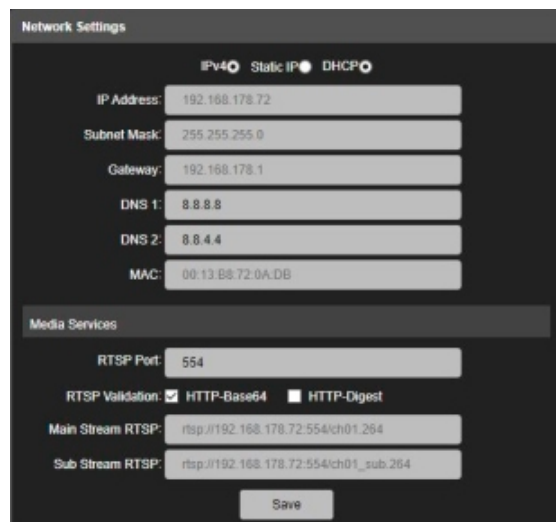 Network Settings
IPv4 Static IP DHCP
IP Address: 192.168.178.72
Subnet Mask: 255.255.255.0
Gateway: 192.168.178.1
DNS 1: 8.8.8.8
DNS 2: 8.8.4.4
MAC: 00:13:B8:72:0A:DB
Media Services
RTSP Port: 554
RTSP Validation: HTTP-Base64 HTTP-Digest
Main Stream RTSP: rtsp://192.168.178.72:554/ch01.264
Sub Stream RTSP: rtsp://192.168.178.72:554/ch01_sub.264
Save